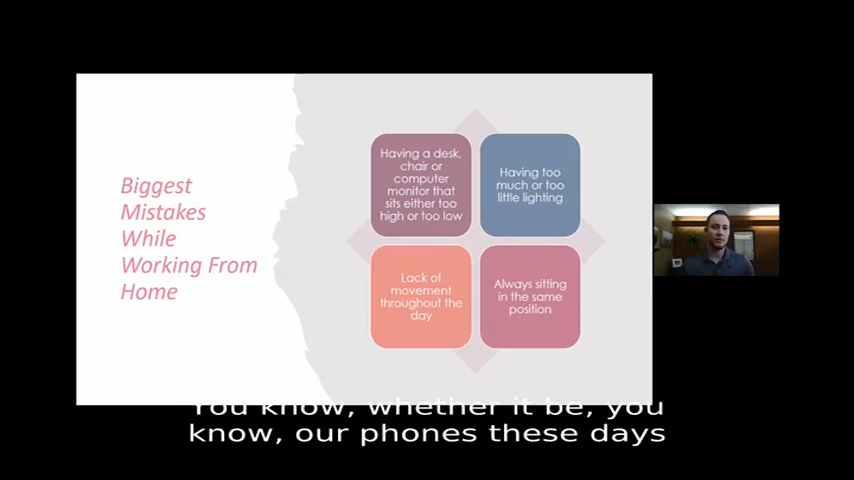 Biggest
Mistakes
While
Working From
Home
Having a desk,
chair or
computer
monitor that
sits either too
high or too low
Having too
much or too
little lighting
Lack of
movement
throughout the
day
Always sitting
in the same
position
You know, whether it be, you
know, our phones these days